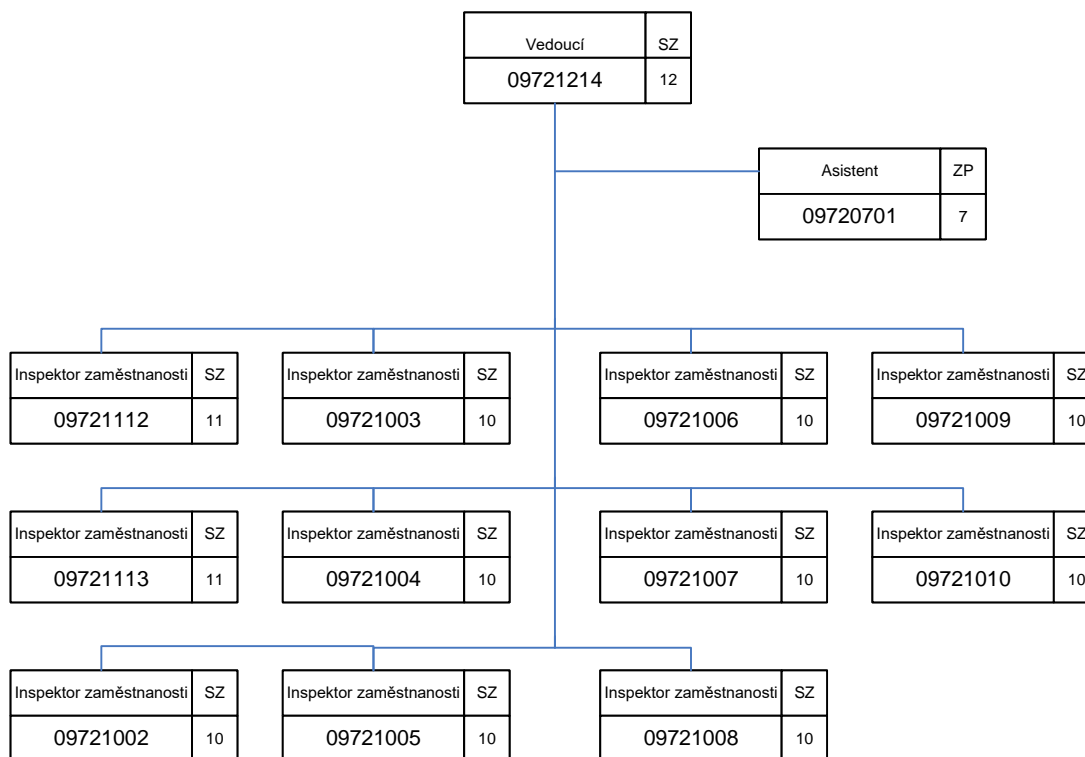 Vedoucí SZ
09721214 12
Asistent ZP
09720701 7
Inspektor zaměstnanosti SZ Inspektor zaměstnanosti SZ Inspektor zaměstnanosti SZ Inspektor zaměstnanosti SZ
09721112 11 09721003 10 09721006 10 09721009 10
Inspektor zaměstnanosti SZ Inspektor zaměstnanosti SZ Inspektor zaměstnanosti SZ Inspektor zaměstnanosti SZ
09721113 11 09721004 10 09721007 10 09721010 10
Inspektor zaměstnanosti SZ Inspektor zaměstnanosti SZ Inspektor zaměstnanosti SZ
09721002 10 09721005 10 09721008 10